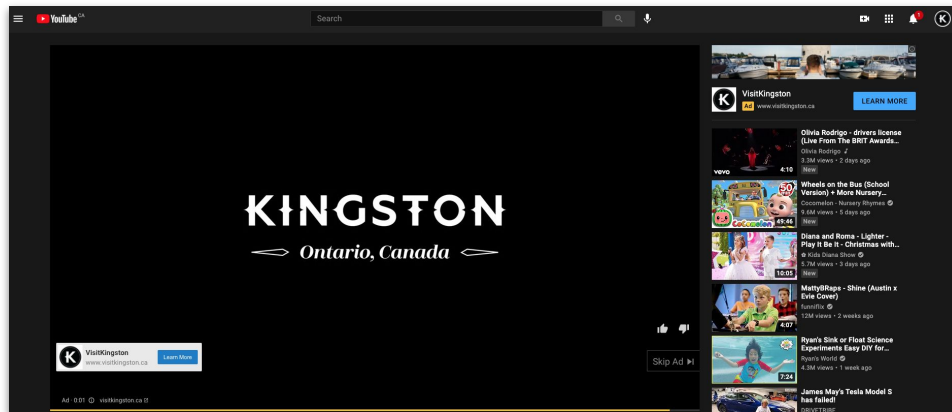 YouTube CA
Search
1
K
KINGSTON
Ontario, Canada
K
VisitKingston
www.visitkingston.ca
Learn More
Skip Ad
Ad · 0:01
visitkingston.ca
VisitKingston
Ad www.visitkingston.ca
LEARN MORE
vevo
4:10
Olivia Rodrigo - drivers license
(Live From The BRIT Awards...
Olivia Rodrigo
3.3M views • 2 days ago
New
50
CoComelon
49:46
Wheels on the Bus (School
Version) + More Nursery...
Cocomelon - Nursery Rhymes
9.6M views • 5 days ago
New
10:05
Diana and Roma - Lighter -
Play It Be It - Christmas with...
Kids Diana Show
5.7M views • 3 days ago
New
4:07
MattyBRaps - Shine (Austin x
Evie Cover)
funniflix
12M views • 2 weeks ago
7:24
Ryan's Sink or Float Science
Experiments Easy DIY for...
Ryan's World
4.3M views • 1 week ago
James May's Tesla Model S
has failed!
DRIVETRIBE